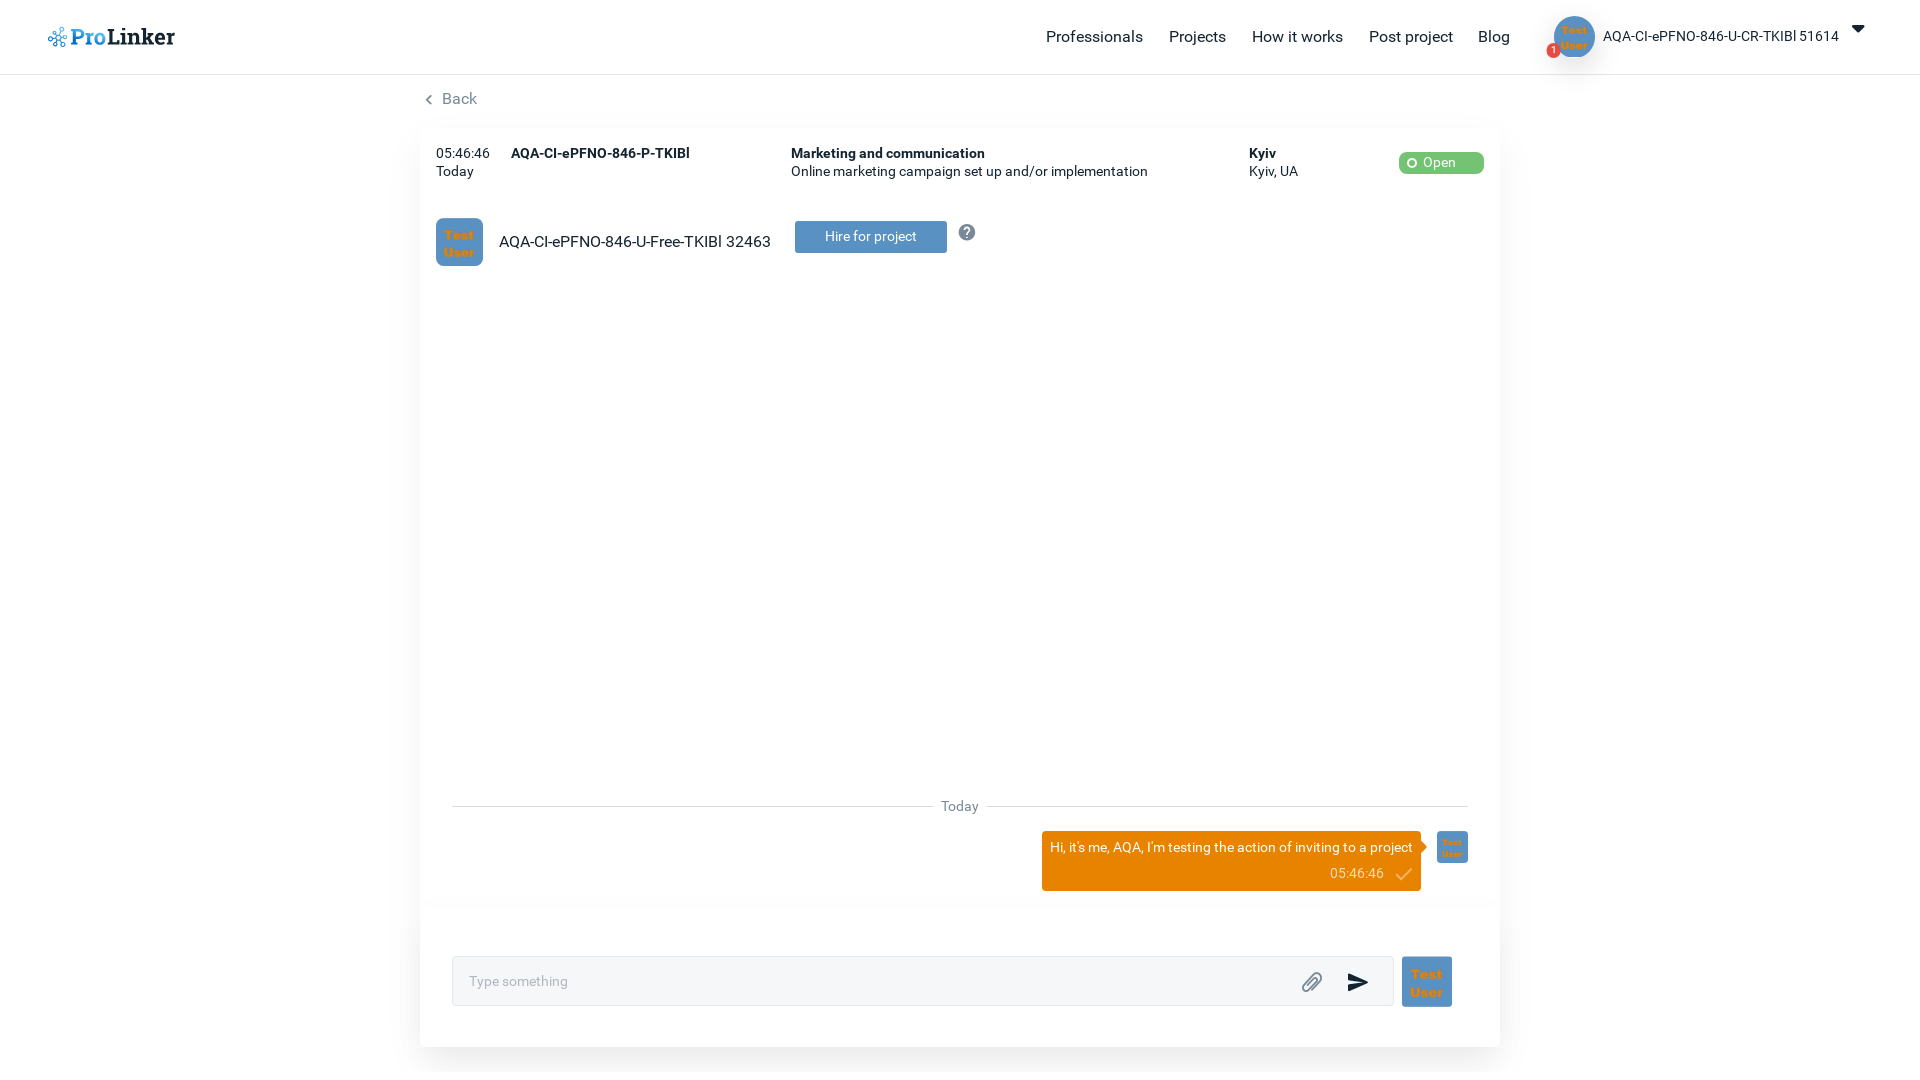 ProLinker
Professionals
Projects
How it works
Post project
Blog
Test
User
1
AQA-CI-ePFNO-846-U-CR-TKIBl 51614
Back
05:46:46
Today
AQA-CI-ePFNO-846-P-TKIBl
Marketing and communication
Online marketing campaign set up and/or implementation
Kyiv
Kyiv, UA
Open
Test
User
AQA-CI-ePFNO-846-U-Free-TKIBl 32463
Hire for project
?
Today
Hi, it's me, AQA, I'm testing the action of inviting to a project
05:46:46
Test
User
Type something
Test
User